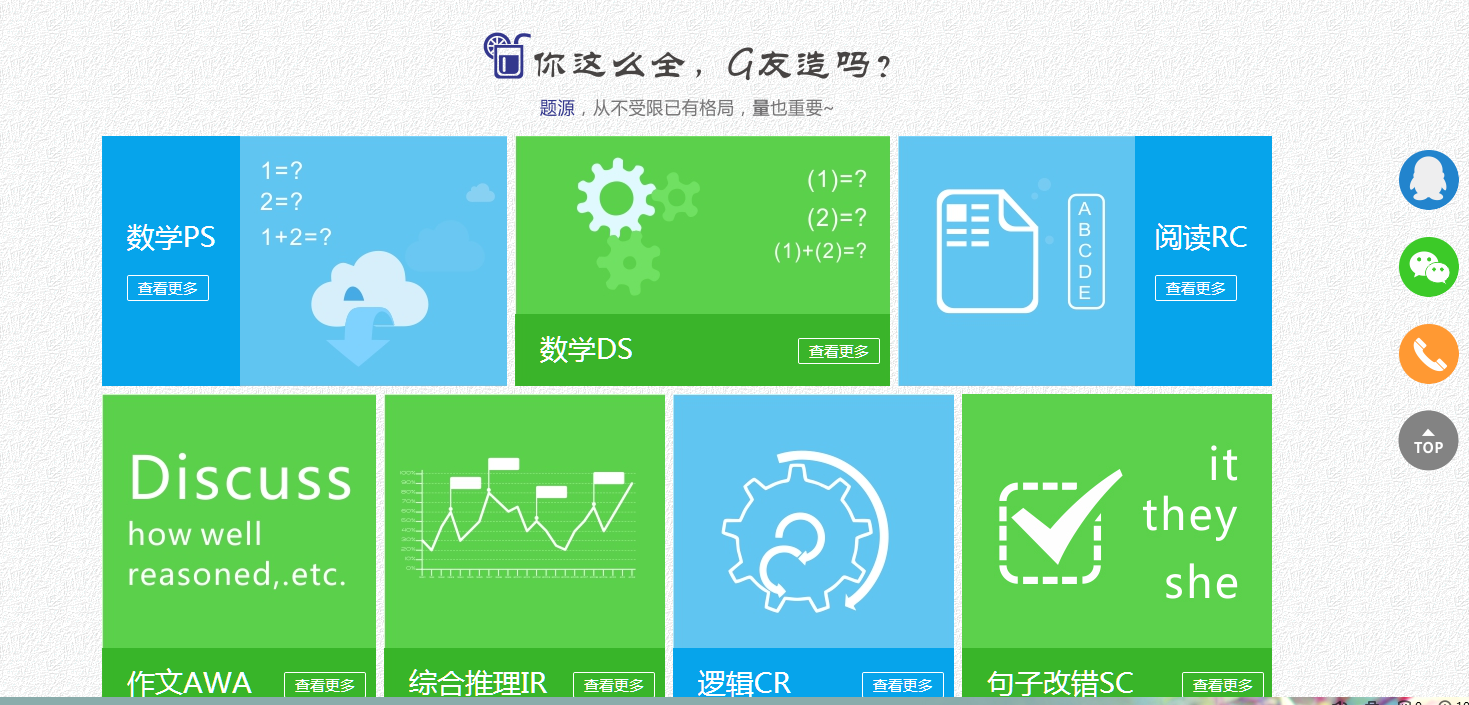 你这么全，G友造吗?
题源，从不受限已有格局，量也重要~
数学PS
查看更多
1=?
2=?
1+2=?
(1)=?
(2)=?
(1)+(2)=?
数学DS
查看更多
A
B
C
D
E
阅读RC
查看更多
TOP
Discuss
how well
reasoned,.etc.
作文AWA
查看更多
综合推理IR
查看更多
逻辑CR
查看更多
it
they
she
句子改错SC
查看更多